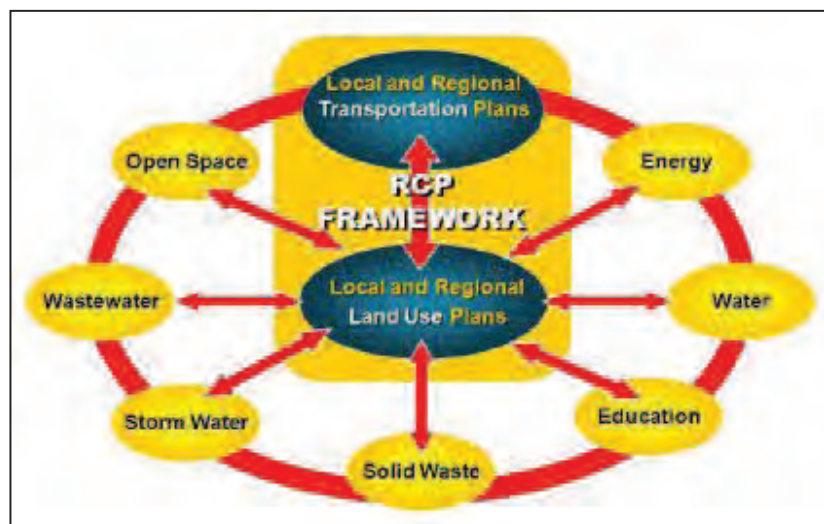 Local and Regional
Transportation Plans
Open Space
Energy
RCP
FRAMEWORK
Wastewater
Local and Regional
Land Use Plans
Water
Storm Water
Education
Solid Waste